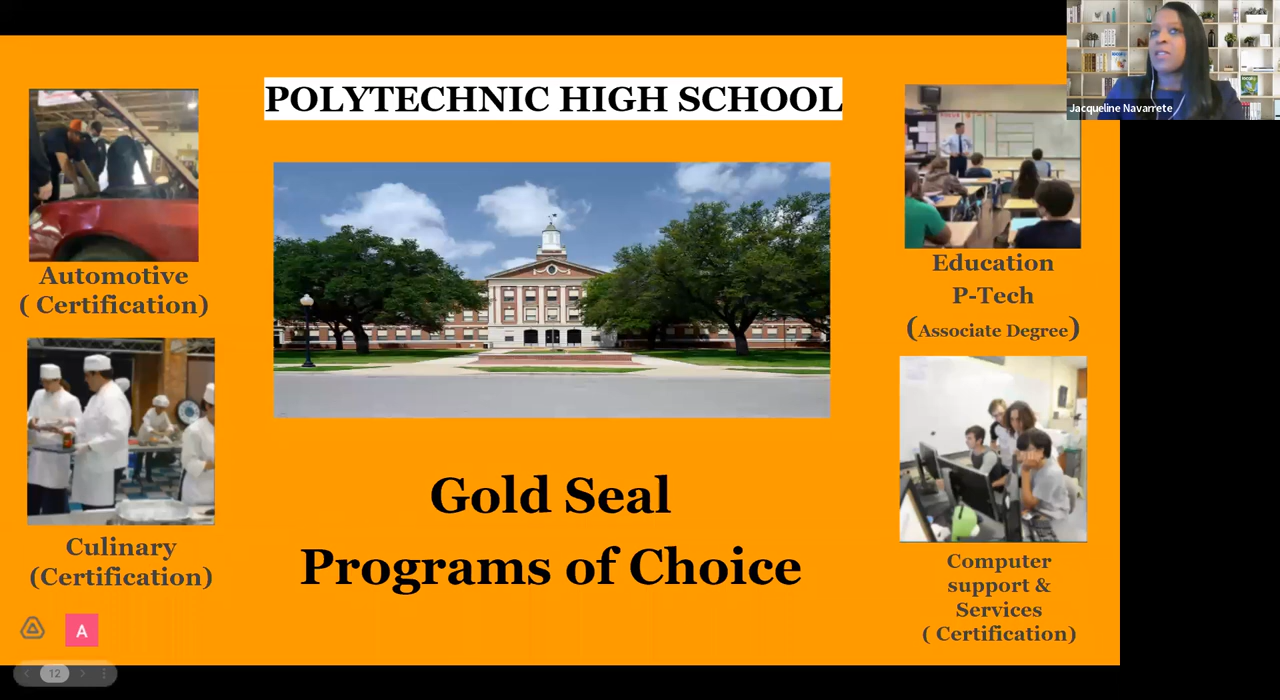 POLYTECHNIC HIGH SCHOOL
Jacqueline Navarrete
Automotive
( Certification)
Education
P-Tech
(Associate Degree)
Culinary
(Certification)
Gold Seal
Programs of Choice
Computer
support &
Services
( Certification)
A
12